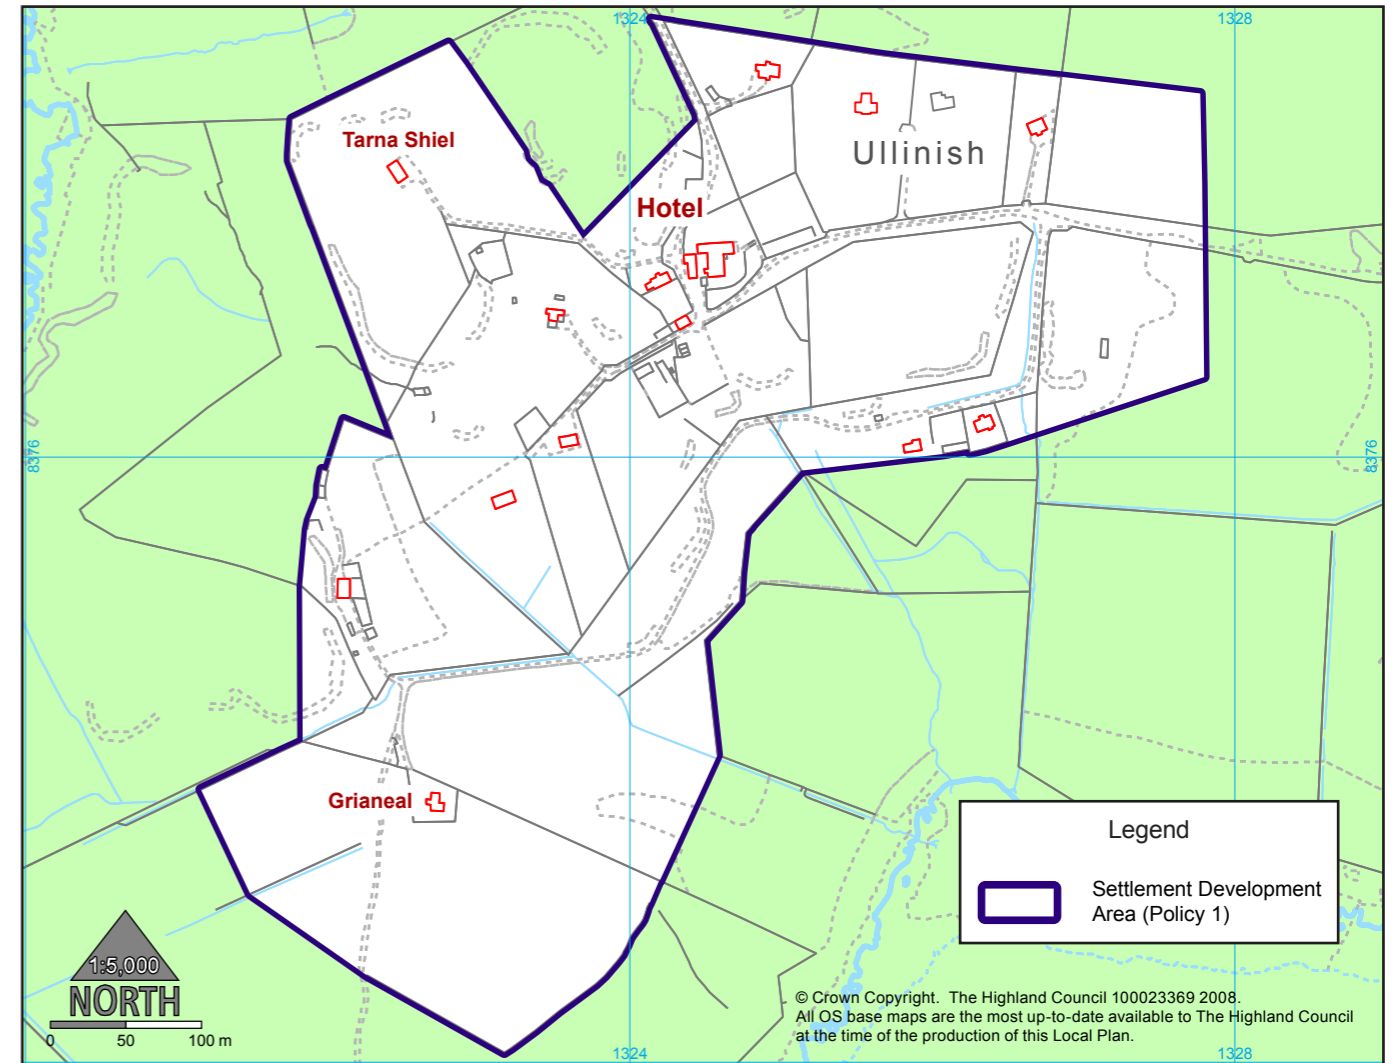 1324
1328
Tarna Shiel
Ullinish
Hotel
8376
8376
Grianeal
Legend
Settlement Development
Area (Policy 1)
1:5,000
NORTH
0 50 100 m
© Crown Copyright. The Highland Council 100023369 2008.
All OS base maps are the most up-to-date available to The Highland Council
at the time of the production of this Local Plan.
1324
1328